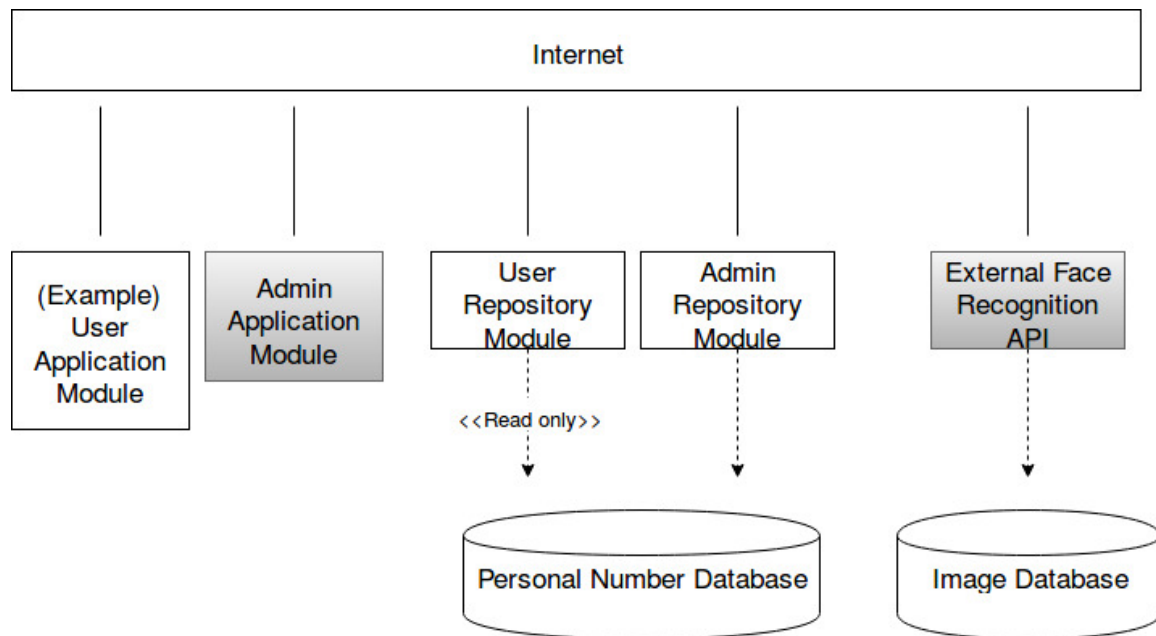 Internet
(Example)
User
Application
Module
Admin
Application
Module
User
Repository
Module
Admin
Repository
Module
External Face
Recognition
API
<<Read only>>
Personal Number Database
Image Database